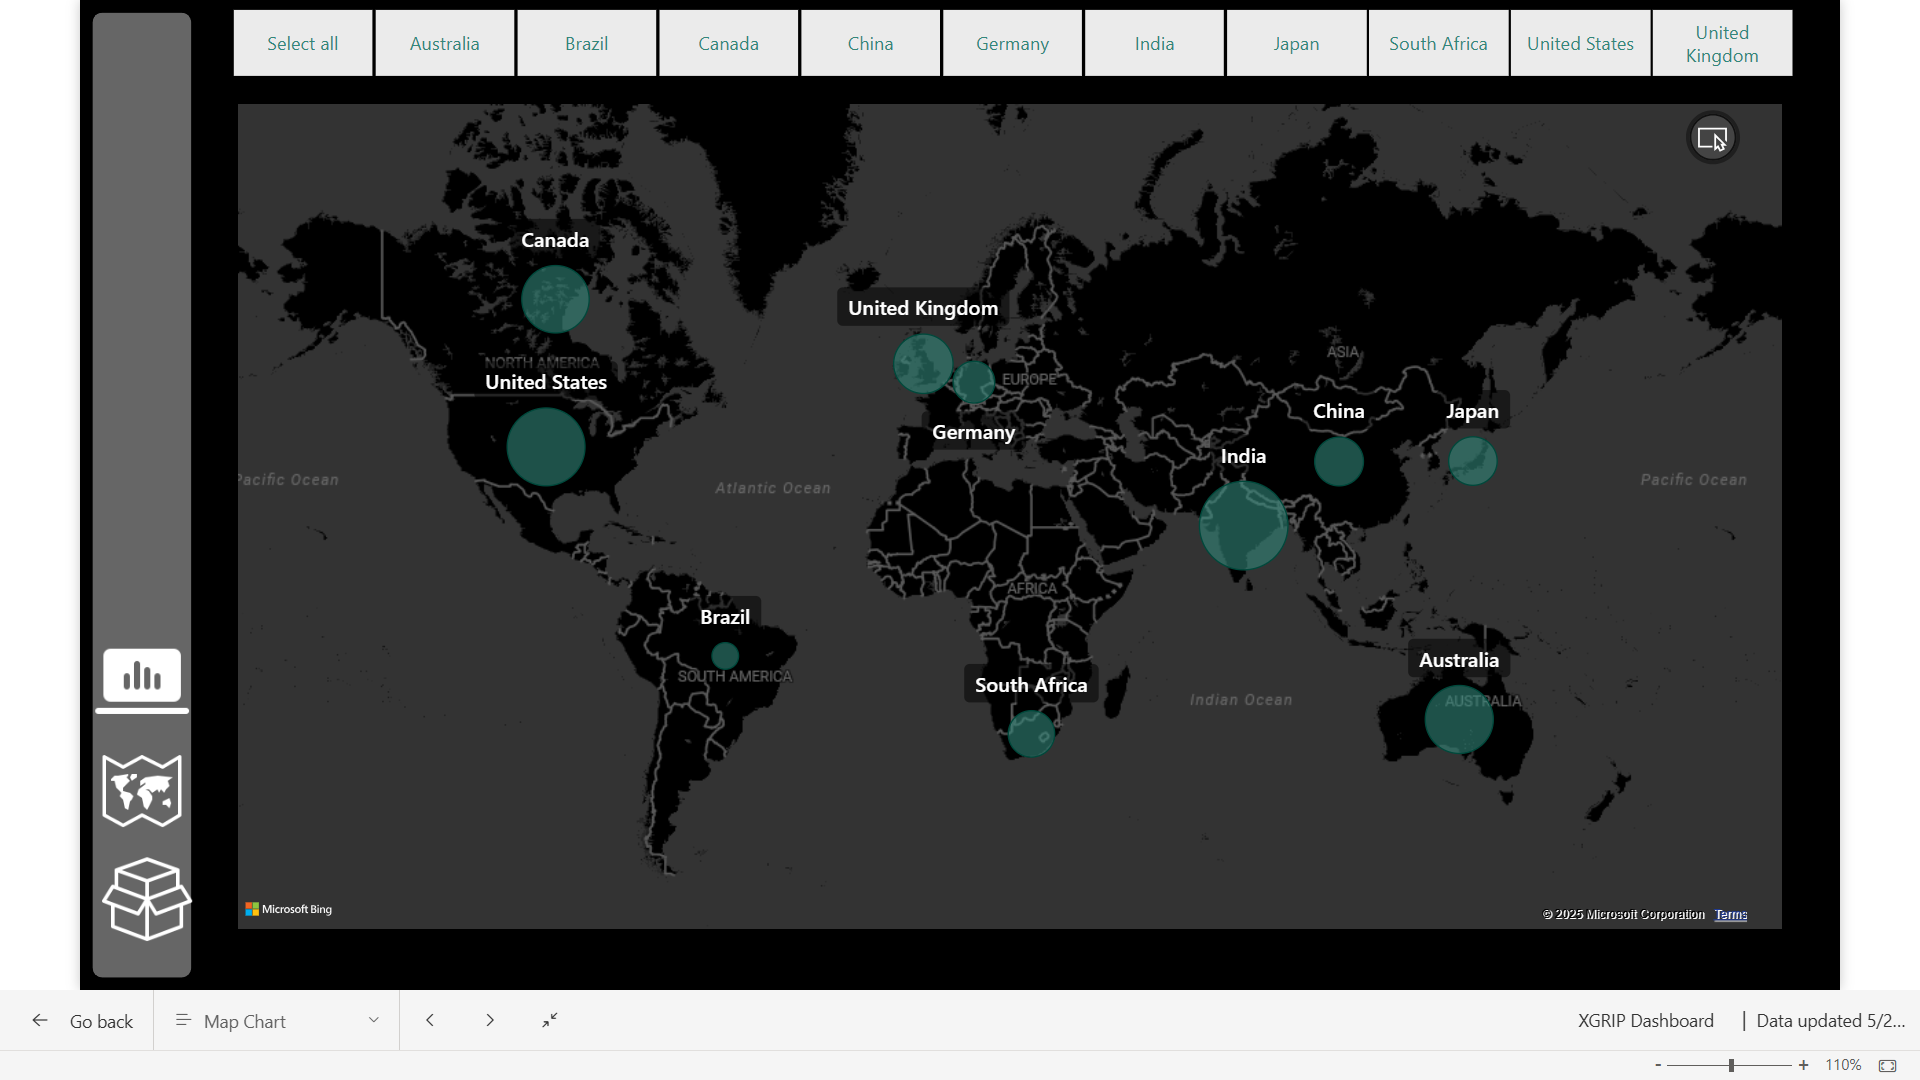 Select all
Australia
Brazil
Canada
China
Germany
India
Japan
South Africa
United States
United
Kingdom
Canada
United Kingdom
ASIA
NORTH AMERICA
EUROPE
United States
China
Japan
Germany
India
Pacific Ocean
Atlantic Ocean
Pacific Ocean
AFRICA
Brazil
Australia
SOUTH AMERICA
South Africa
Indian Ocean
AUSTRALIA
Microsoft Bing
© 2025 Microsoft Corporation Terms
Go back
Map Chart
XGRIP Dashboard | Data updated 5/2...
- + 110%